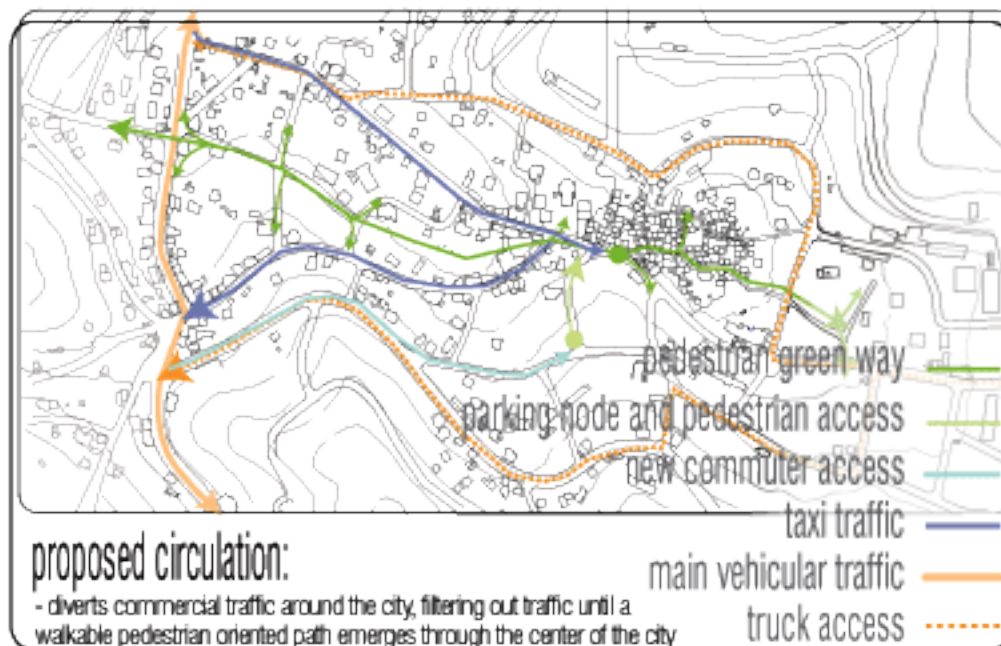 pedestrian green way
parking node and pedestrian access
new commuter access
taxi traffic
main vehicular traffic
truck access
proposed circulation:
- diverts commercial traffic around the city, filtering out traffic until a
walkable pedestrian oriented path emerges through the center of the city